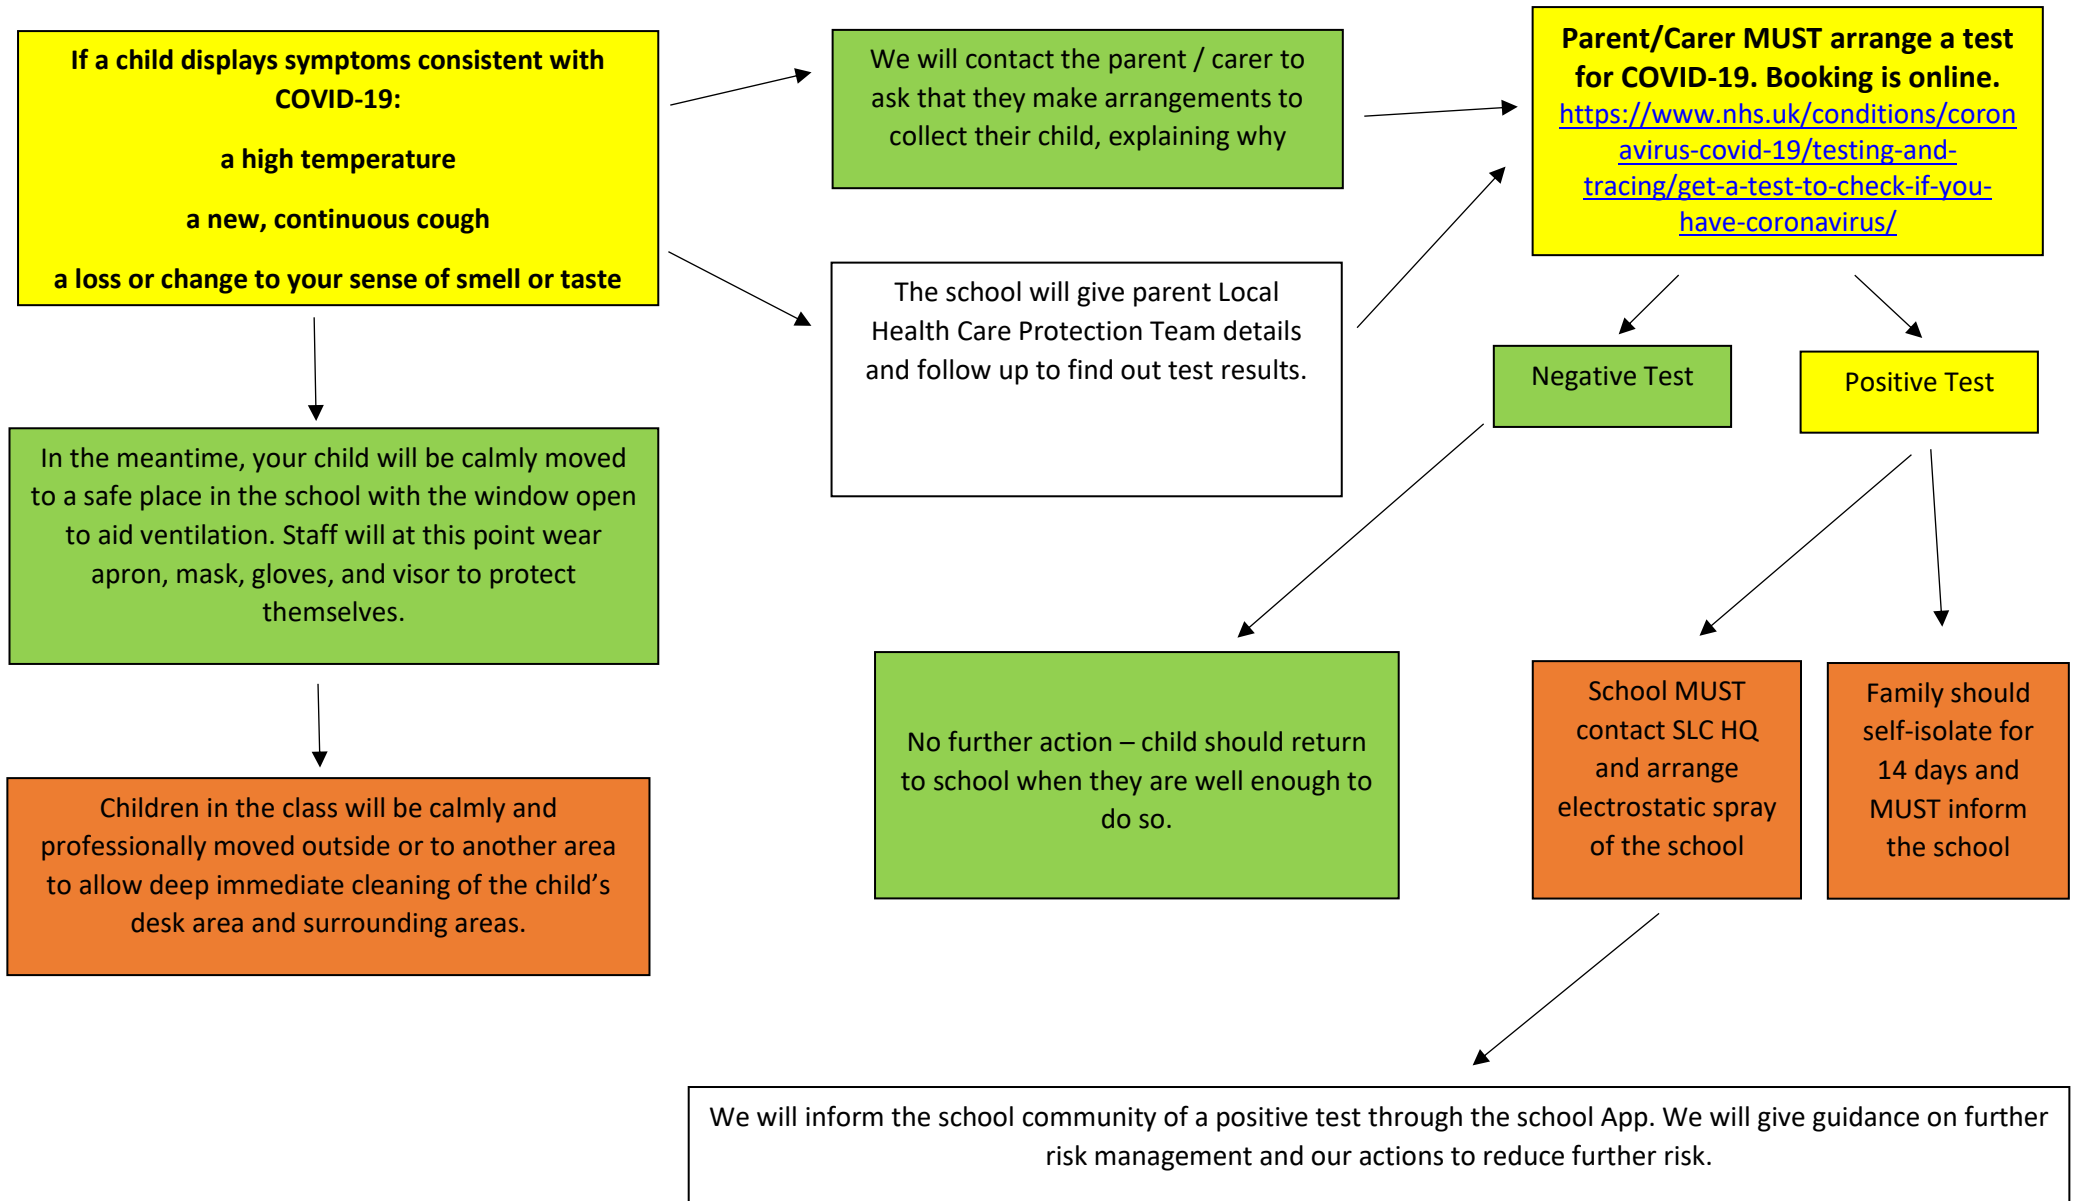 If a child displays symptoms consistent with
COVID-19:
a high temperature
a new, continuous cough
a loss or change to your sense of smell or taste
We will contact the parent / carer to
ask that they make arrangements to
collect their child, explaining why
Parent/Carer MUST arrange a test
for COVID-19. Booking is online.
https://www.nhs.uk/conditions/coron
avirus-covid-19/testing-and-
tracing/get-a-test-to-check-if-you-
have-coronavirus/
The school will give parent Local
Health Care Protection Team details
and follow up to find out test results.
Negative Test
Positive Test
In the meantime, your child will be calmly moved
to a safe place in the school with the window open
to aid ventilation. Staff will at this point wear
apron, mask, gloves, and visor to protect
themselves.
No further action – child should return
to school when they are well enough to
do so.
School MUST
contact SLC HQ
and arrange
electrostatic spray
of the school
Family should
self-isolate for
14 days and
MUST inform
the school
Children in the class will be calmly and
professionally moved outside or to another area
to allow deep immediate cleaning of the child’s
desk area and surrounding areas.
We will inform the school community of a positive test through the school App. We will give guidance on further
risk management and our actions to reduce further risk.